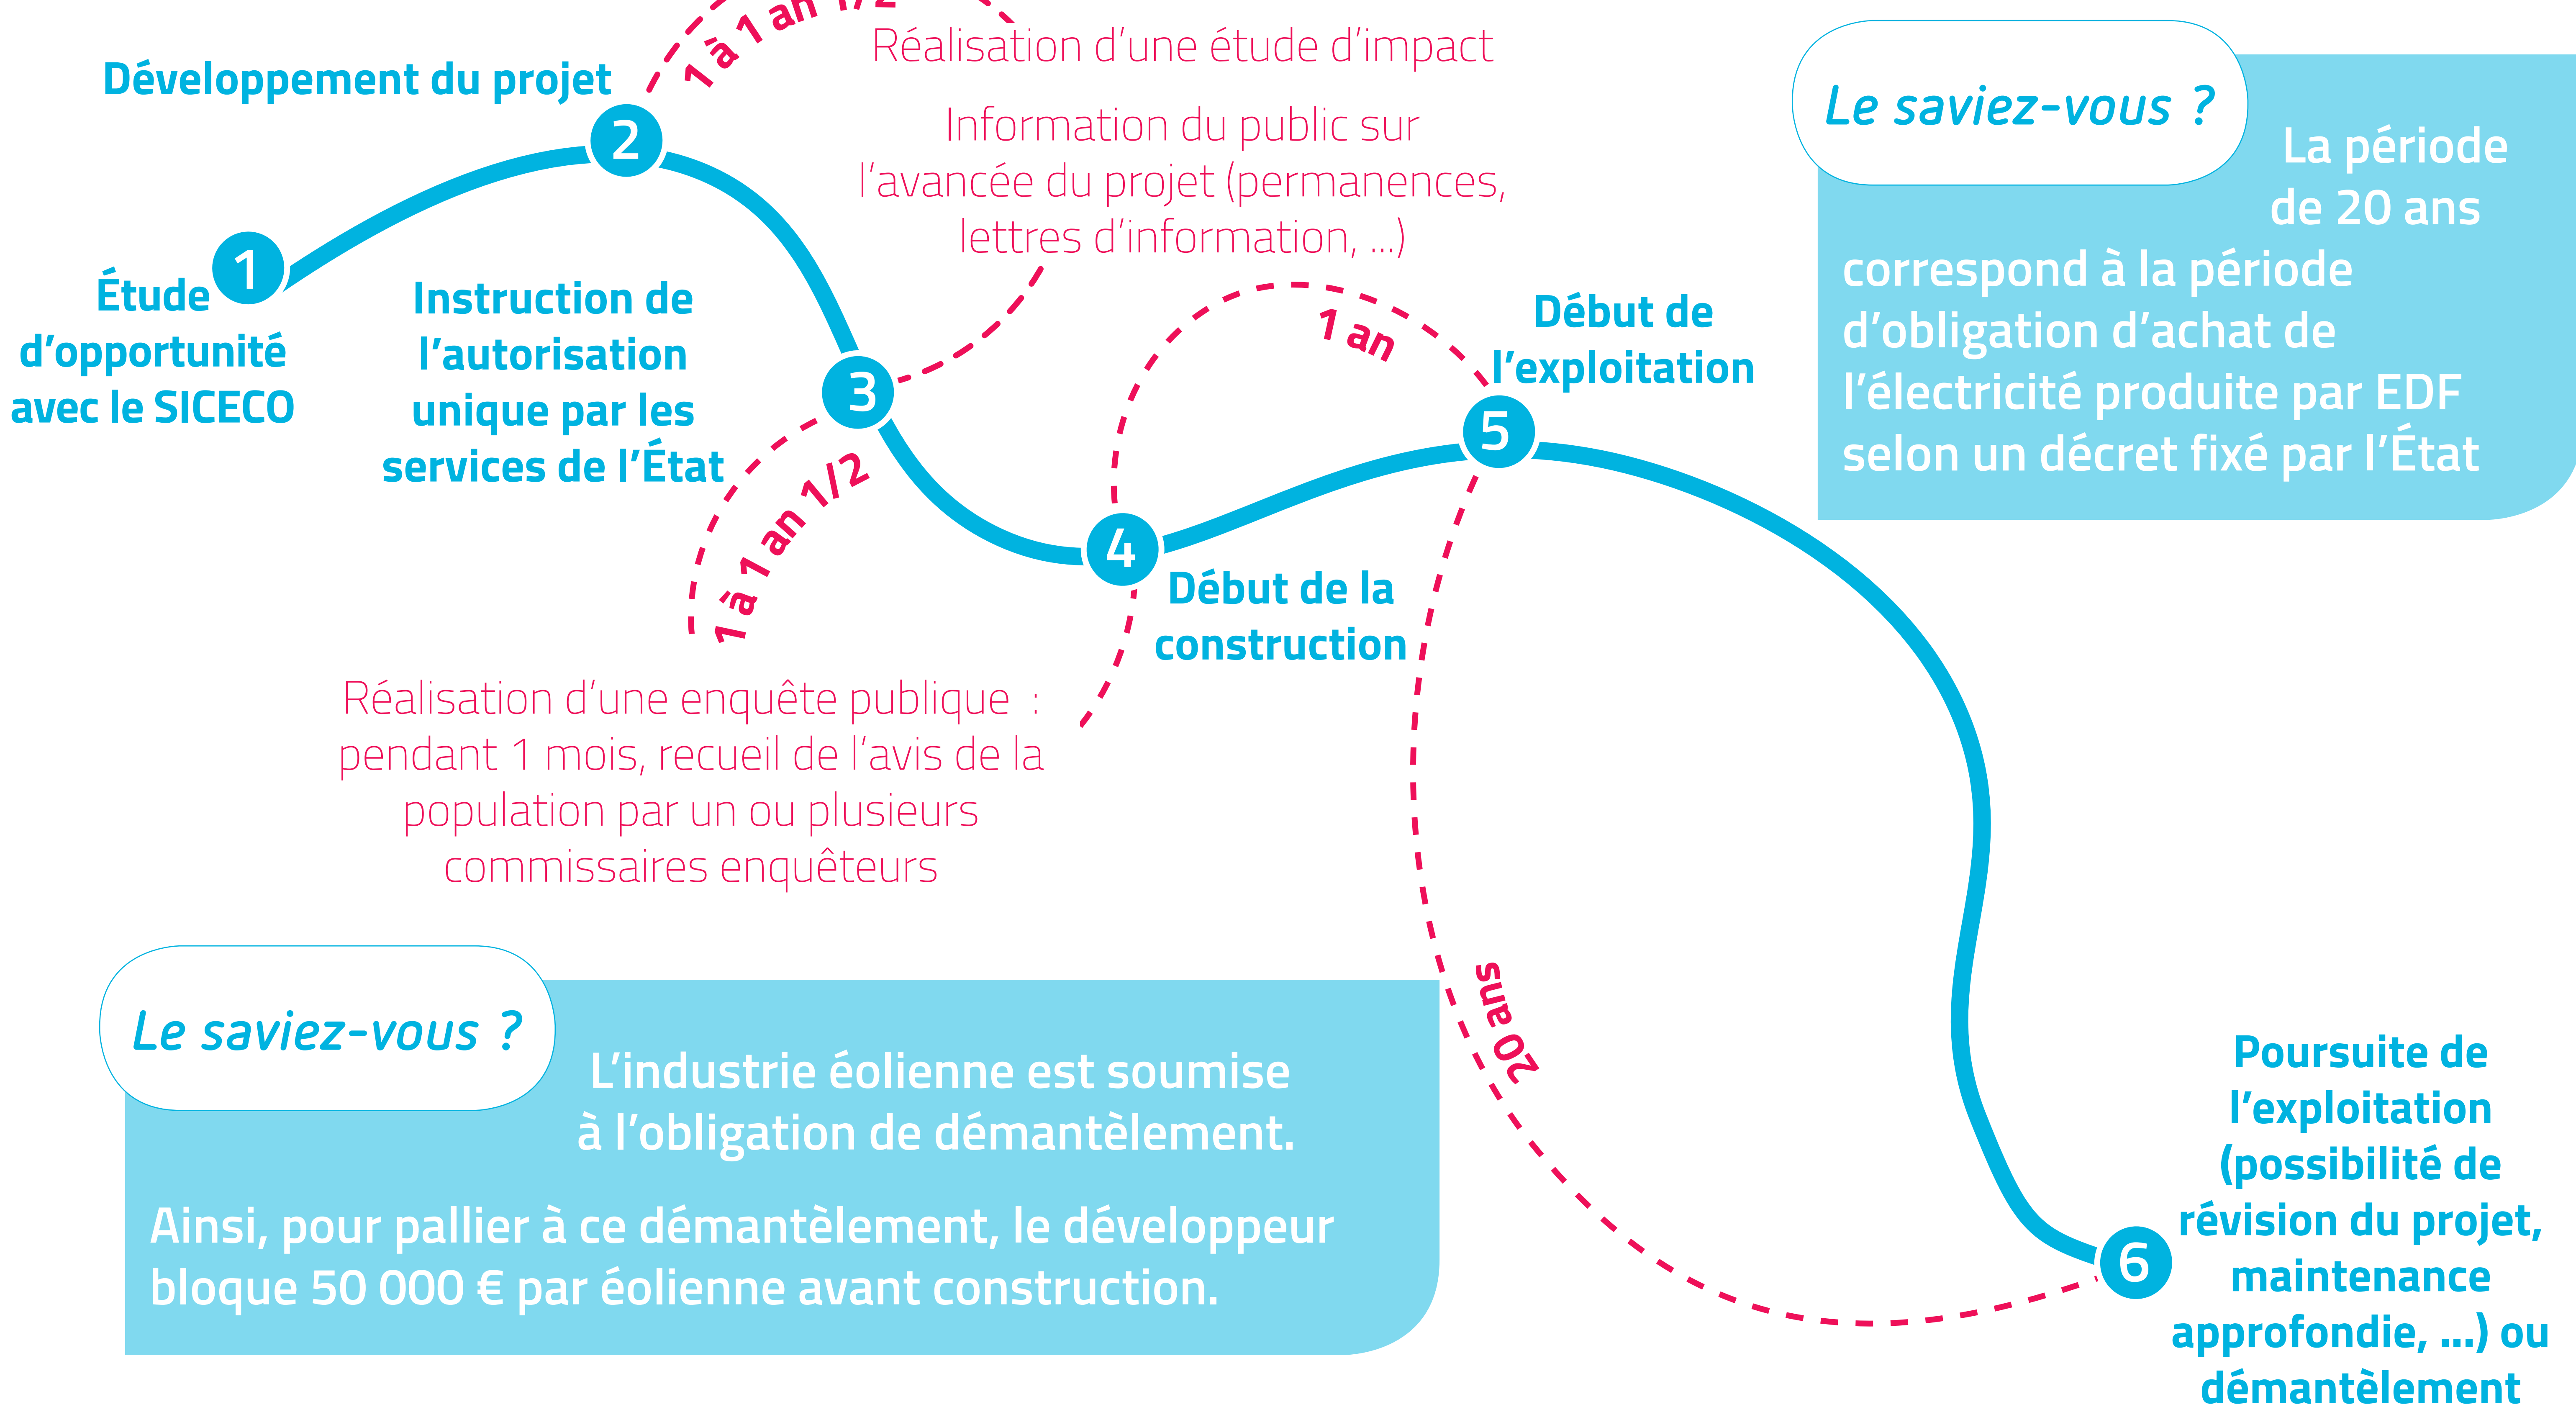 1 à 1 an 1/2
Développement du projet
2
Réalisation d'une étude d'impact
Information du public sur
l'avancée du projet (permanences,
lettres d'information, ...)
Le saviez-vous ?
La période
de 20 ans
correspond à la période
d'obligation d'achat de
l'électricité produite par EDF
selon un décret fixé par l'État
1
Étude
d'opportunité
avec le SICECO
Instruction de
l'autorisation
unique par les
services de l'État
3
1 à 1 an 1/2
1 an
Début de
l'exploitation
5
4
Début de la
construction
Réalisation d'une enquête publique :
pendant 1 mois, recueil de l'avis de la
population par un ou plusieurs
commissaires enquêteurs
20 ans
Le saviez-vous ?
L'industrie éolienne est soumise
à l'obligation de démantèlement.
Ainsi, pour pallier à ce démantèlement, le développeur
bloque 50 000 € par éolienne avant construction.
6
Poursuite de
l'exploitation
(possibilité de
révision du projet,
maintenance
approfondie, ...) ou
démantèlement